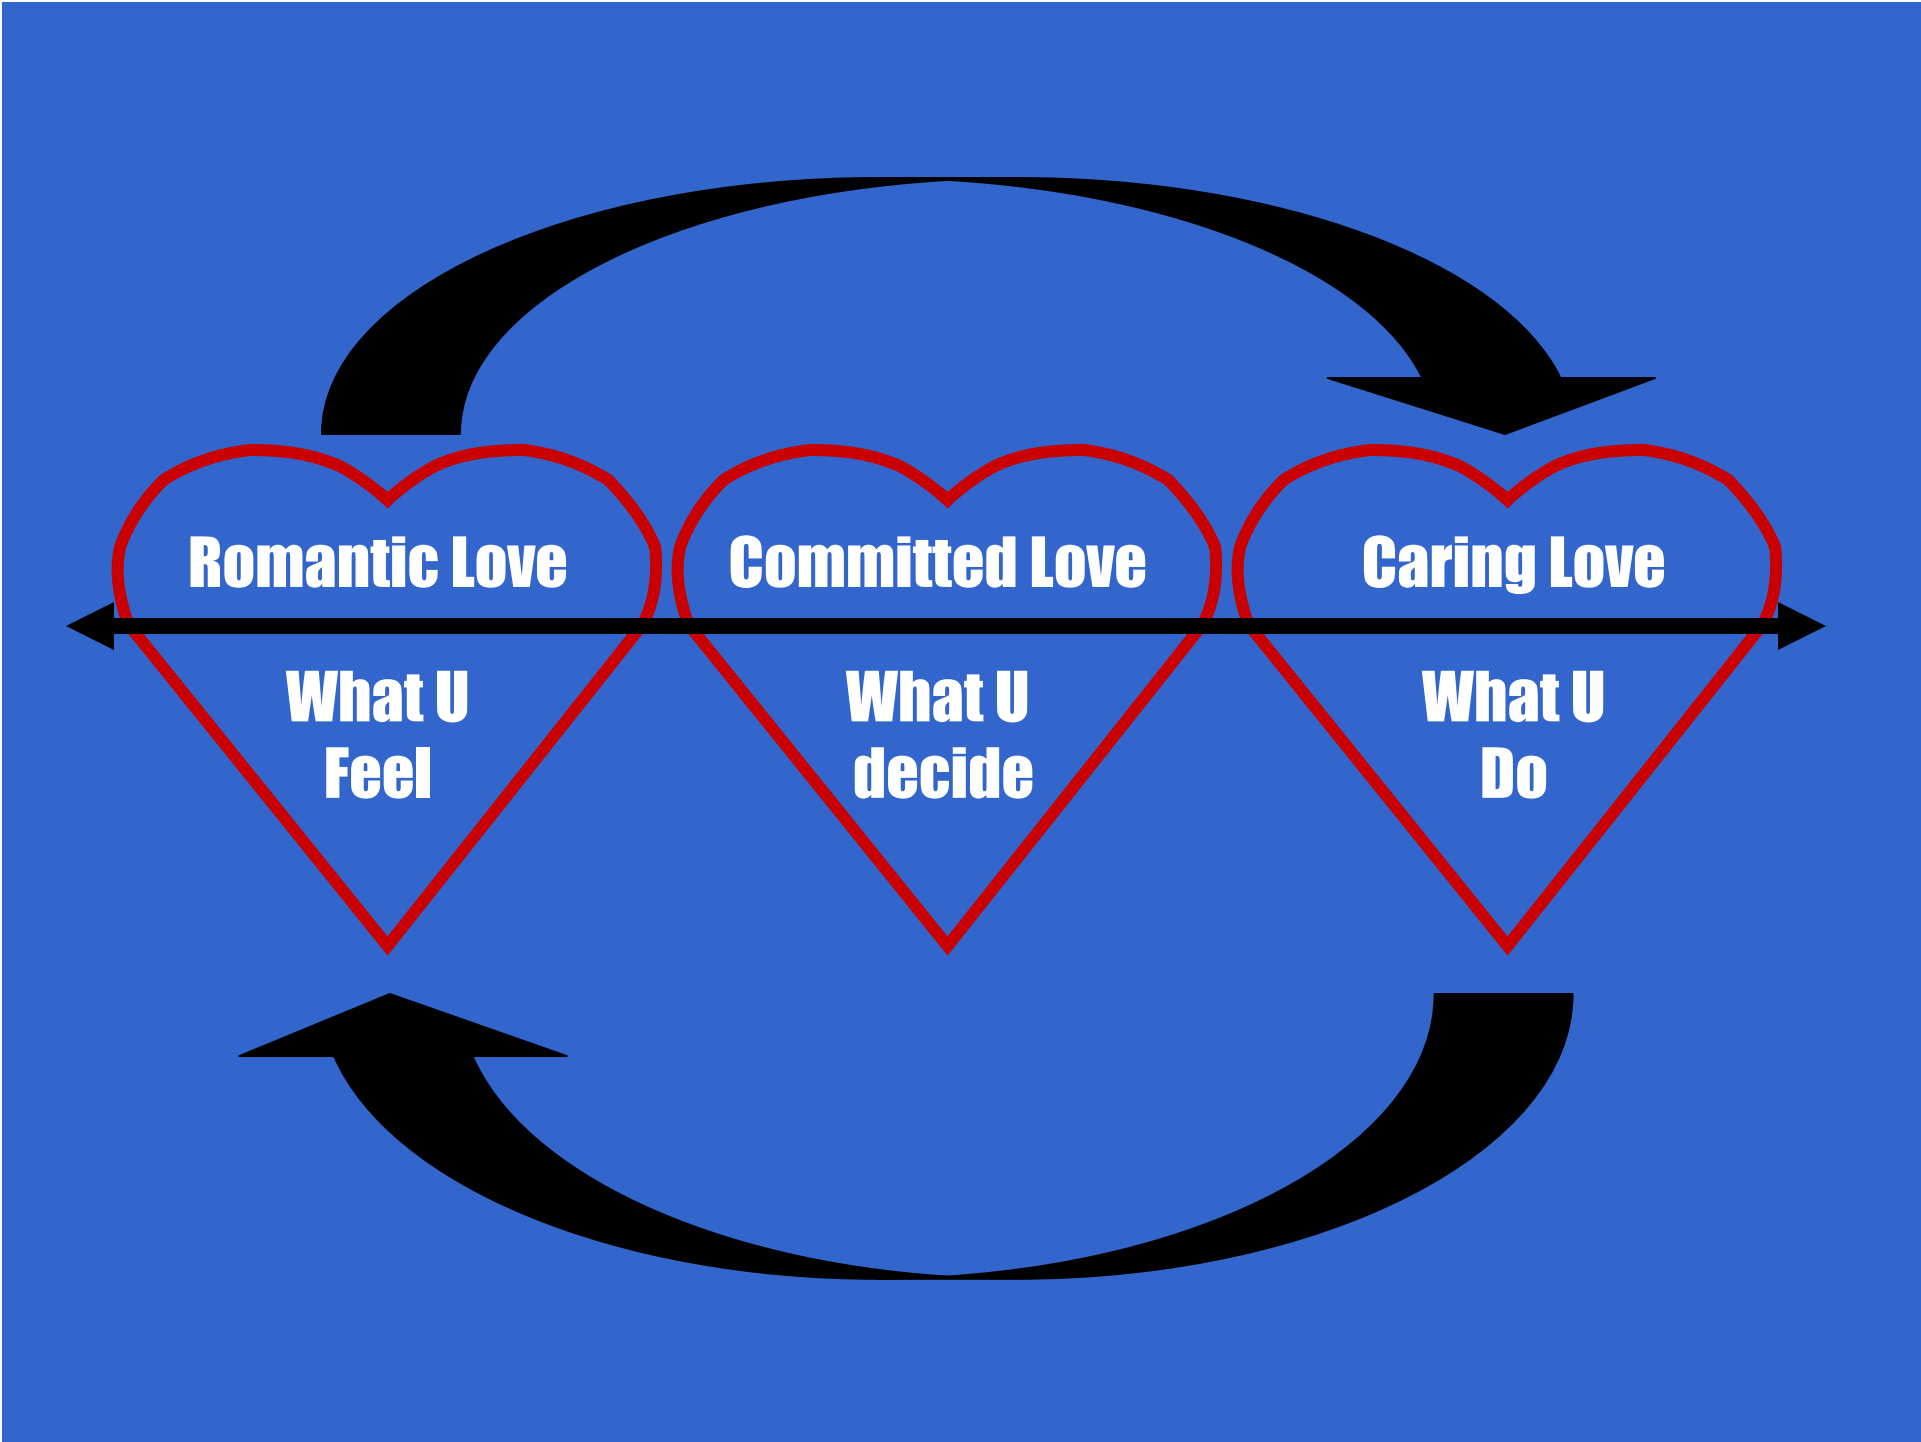 Romantic Love
What U
Feel
Committed Love
What U
decide
Caring Love
What U
Do